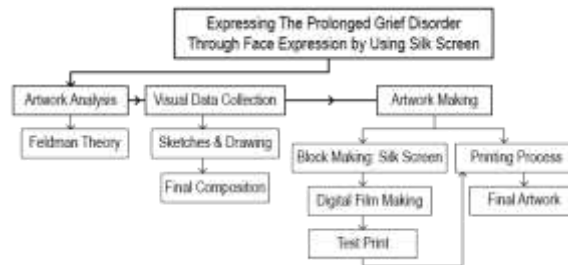 Expressing The Prolonged Grief Disorder
Through Face Expression by Using Silk Screen
Artwork Analysis
Visual Data Collection
Artwork Making
Feldman Theory
Sketches & Drawing
Block Making: Silk Screen
Printing Process
Final Composition
Digital Film Making
Final Artwork
Test Print